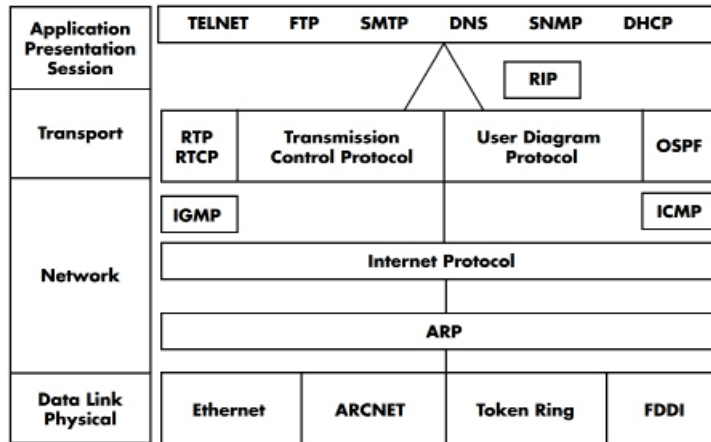 Application
Presentation
Session
TELNET FTP SMTP DNS SNMP DHCP
RIP
Transport
RTP
RTCP
Transmission
Control Protocol
User Diagram
Protocol
OSPF
Network
IGMP
ICMP
Internet Protocol
ARP
Data Link
Physical
Ethernet
ARCNET
Token Ring
FDDI